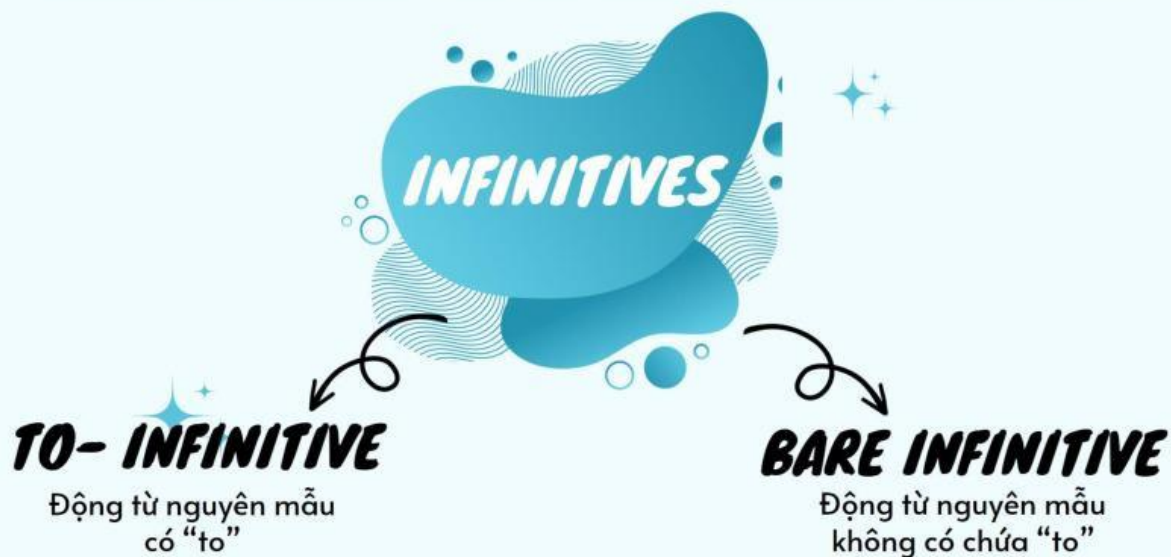 INFINITIVES
TO- INFINITIVE
Động từ nguyên mẫu
có “to”
BARE INFINITIVE
Động từ nguyên mẫu
không có chứa “to”